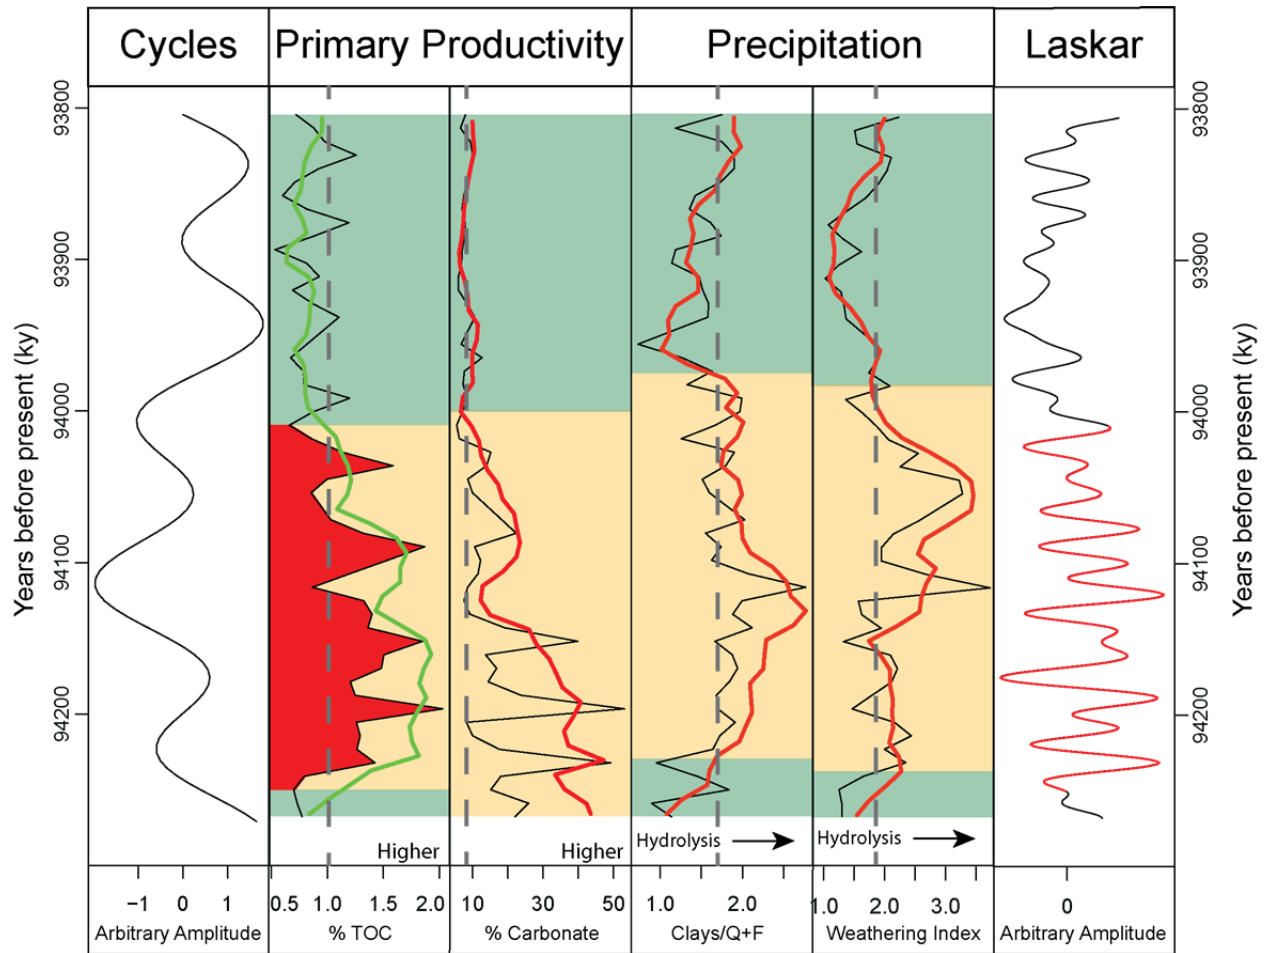 Cycles Primary Productivity Precipitation Laskar
Years before present (ky)
93800
93900
94000
94100
94200
93800
93900
94000
94100
94200
Years before present (ky)
Higher Higher Hydrolysis Hydrolysis
−1 0 1 0.5 1.0 1.5 2.0 10 30 50 1.0 2.0 1.0 2.0 3.0 0
Arbitrary Amplitude % TOC % Carbonate Clays/Q+F Weathering Index Arbitrary Amplitude